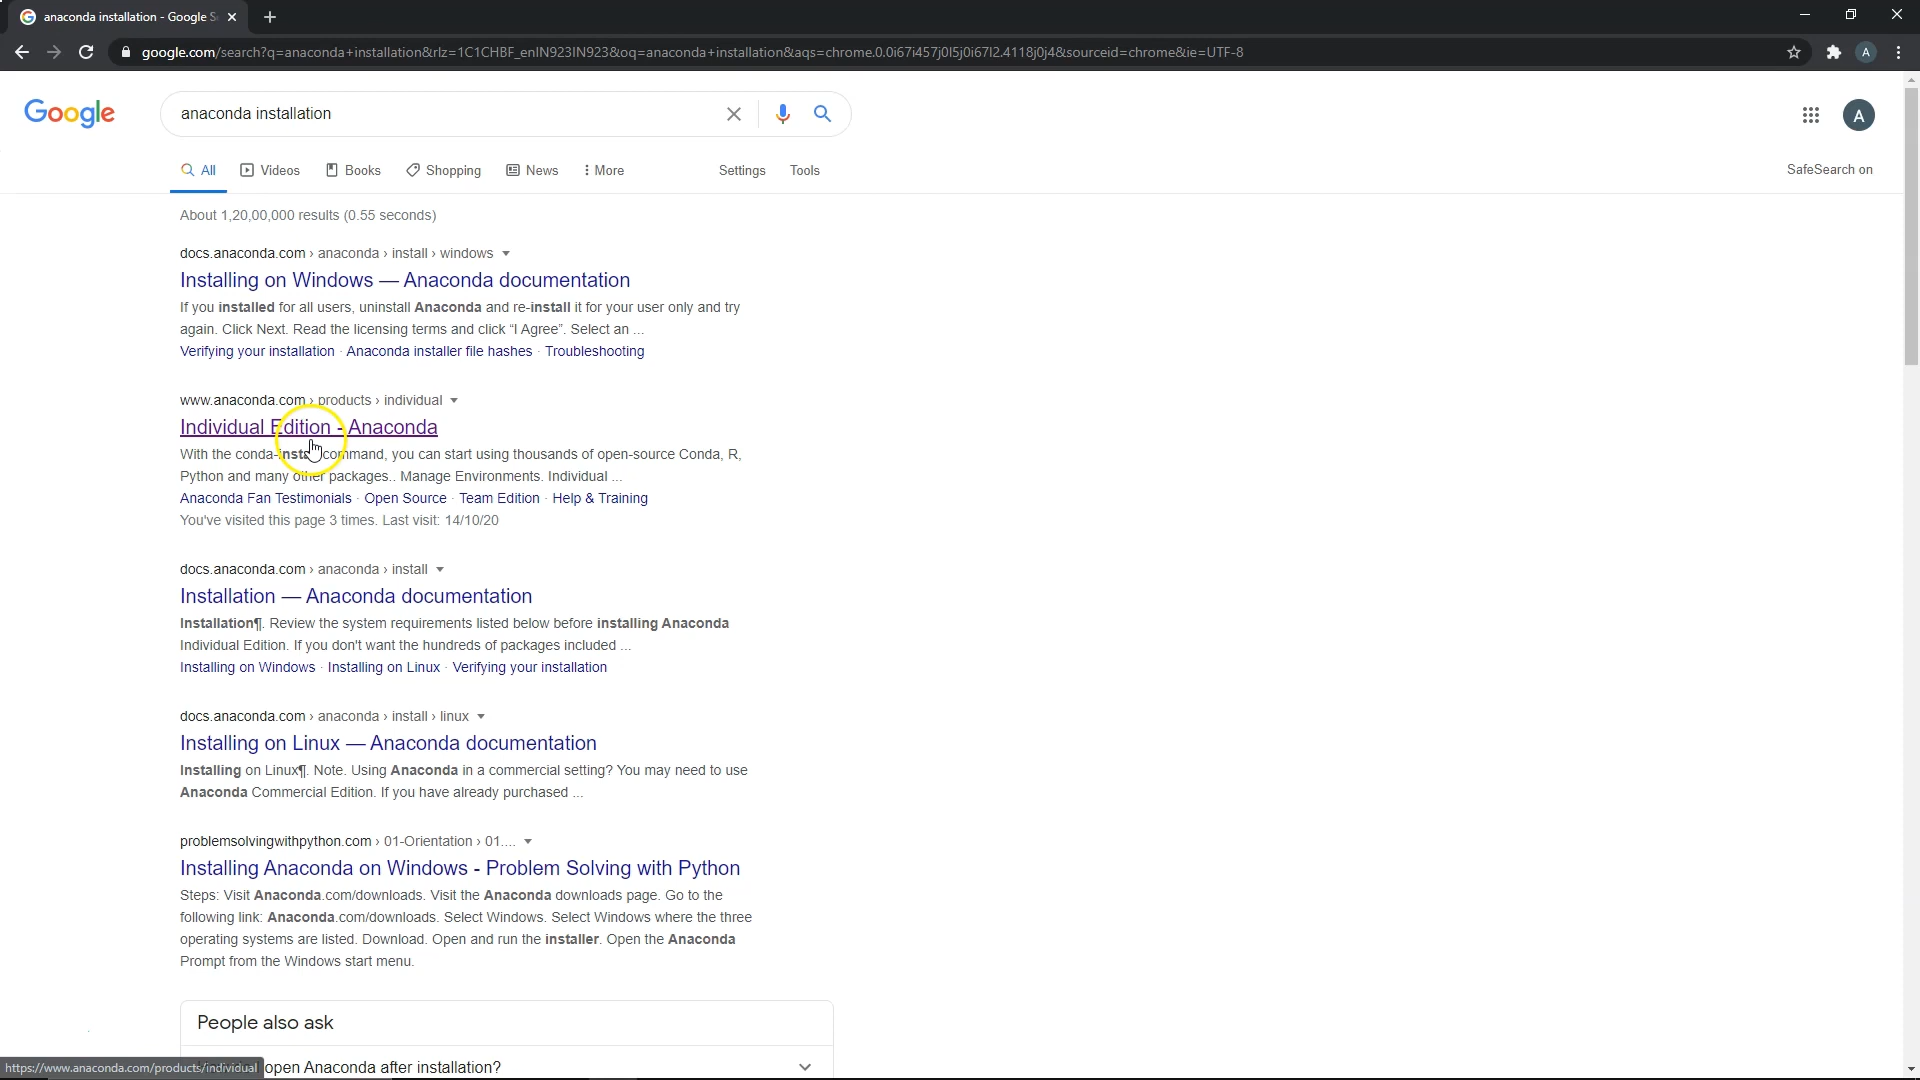 anaconda installation - Google S
google.com/search?q=anaconda+installation&rlz=1C1CHBF_enIN923IN923&oq=anaconda+installation&aqs=chrome.0.0i67i457j0l5j0i67l2.4118j0j4&sourceid=chrome&ie=UTF-8
A
Google
anaconda installation
A
All Videos Books Shopping News More Settings Tools SafeSearch on
About 1,20,00,000 results (0.55 seconds)
docs.anaconda.com › anaconda › install › windows
Installing on Windows — Anaconda documentation
If you installed for all users, uninstall Anaconda and re-install it for your user only and try
again. Click Next. Read the licensing terms and click “I Agree”. Select an ...
Verifying your installation · Anaconda installer file hashes · Troubleshooting
www.anaconda.com › products › individual
Individual Edition - Anaconda
With the conda-install command, you can start using thousands of open-source Conda, R,
Python and many other packages.. Manage Environments. Individual ...
Anaconda Fan Testimonials · Open Source · Team Edition · Help & Training
You've visited this page 3 times. Last visit: 14/10/20
docs.anaconda.com › anaconda › install
Installation — Anaconda documentation
Installation¶. Review the system requirements listed below before installing Anaconda
Individual Edition. If you don't want the hundreds of packages included ...
Installing on Windows · Installing on Linux · Verifying your installation
docs.anaconda.com › anaconda › install › linux
Installing on Linux — Anaconda documentation
Installing on Linux¶. Note. Using Anaconda in a commercial setting? You may need to use
Anaconda Commercial Edition. If you have already purchased ...
problemsolvingwithpython.com › 01-Orientation › 01....
Installing Anaconda on Windows - Problem Solving with Python
Steps: Visit Anaconda.com/downloads. Visit the Anaconda downloads page. Go to the
following link: Anaconda.com/downloads. Select Windows. Select Windows where the three
operating systems are listed. Download. Open and run the installer. Open the Anaconda
Prompt from the Windows start menu.
People also ask
open Anaconda after installation?
https://www.anaconda.com/products/individual